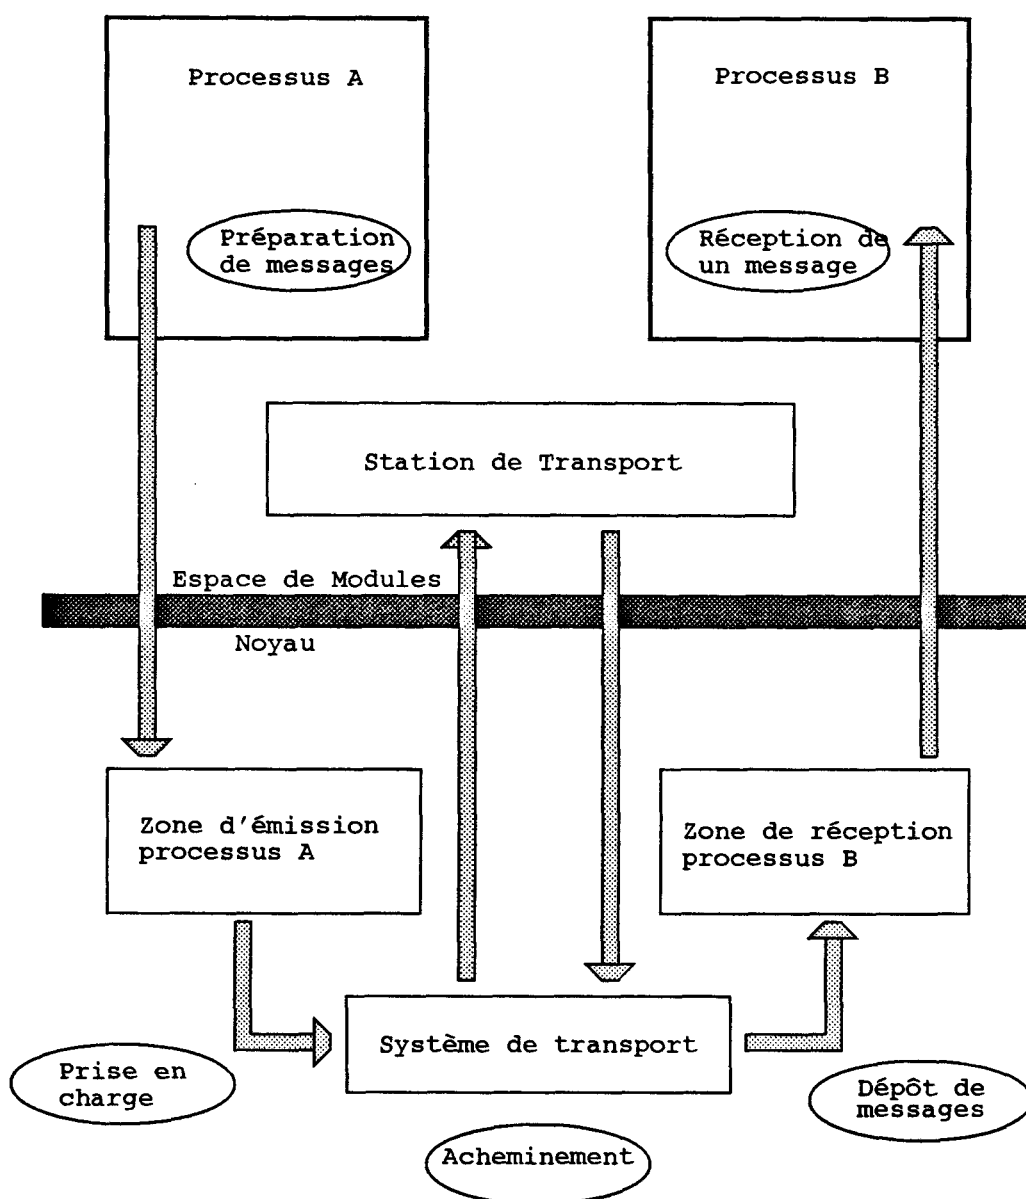 Processus A
Processus B
Préparation
de messages
Réception de
un message
Station de Transport
Espace de Modules
Noyau
Zone d'émission
processus A
Zone de réception
processus B
Système de transport
Prise en
charge
Dépôt de
messages
Acheminement